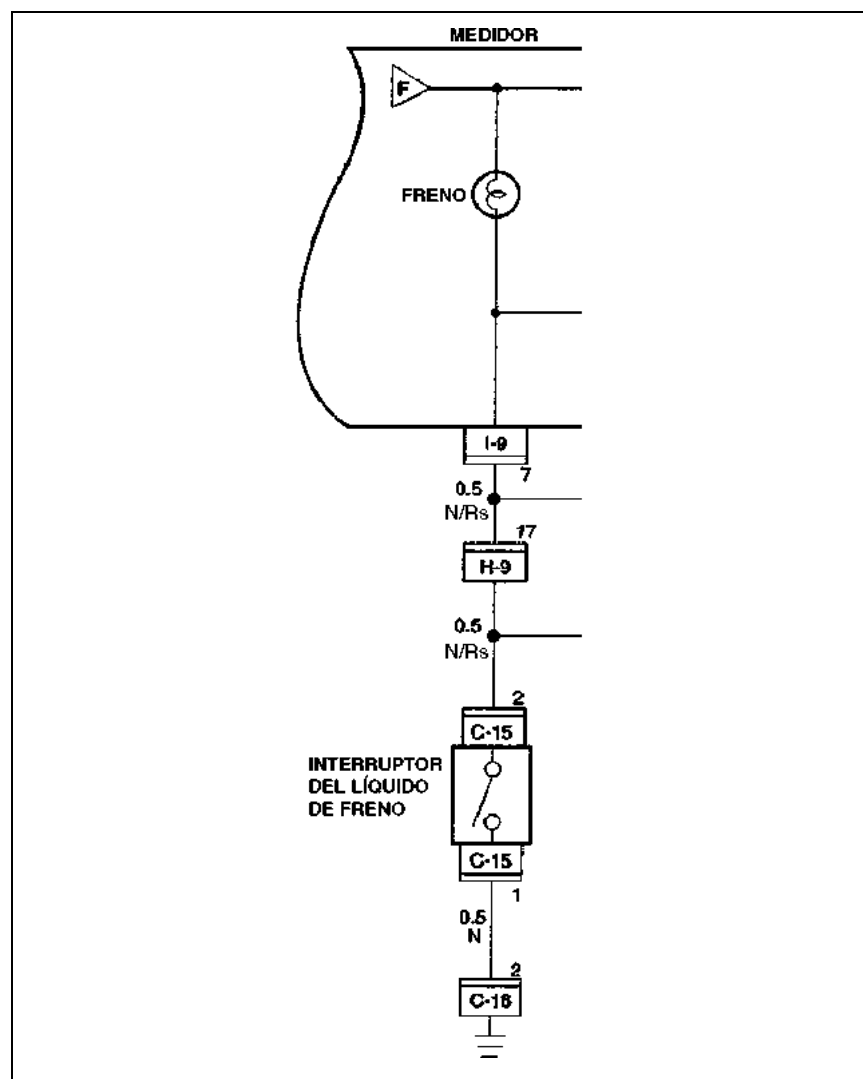 MEDIDOR
F
FRENO
I-9
7
0.5
N/Rs
17
H-9
0.5
N/Rs
2
C-15
INTERRUPTOR
DEL LÍQUIDO
DE FRENO
C-15
1
0.5
N
2
C-16